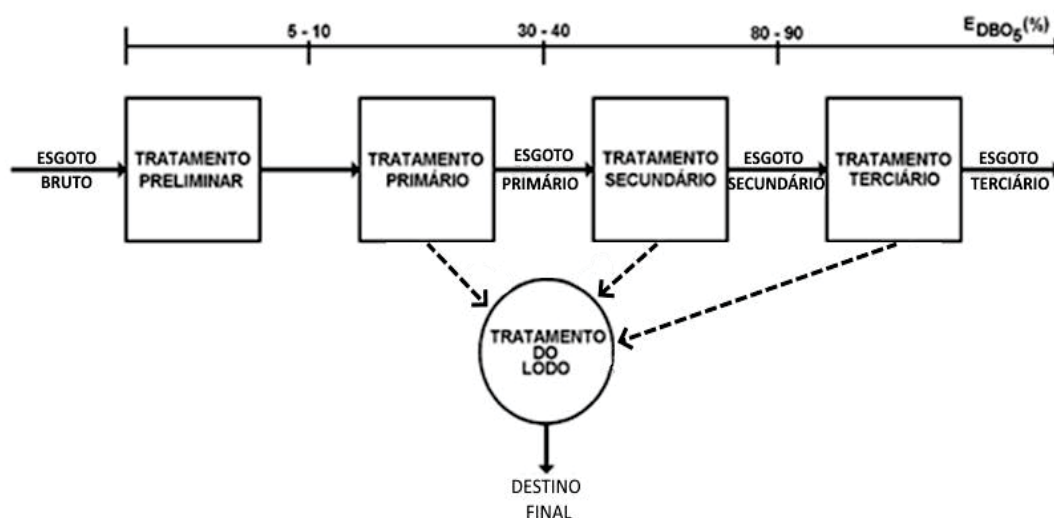 5 - 10
30 - 40
80 - 90
E DBO5 (%)
ESGOTO
BRUTO
TRATAMENTO
PRELIMINAR
TRATAMENTO
PRIMÁRIO
ESGOTO
PRIMÁRIO
TRATAMENTO
SECUNDÁRIO
ESGOTO
SECUNDÁRIO
TRATAMENTO
TERCIÁRIO
ESGOTO
TERCIÁRIO
TRATAMENTO
DO
LODO
DESTINO
FINAL